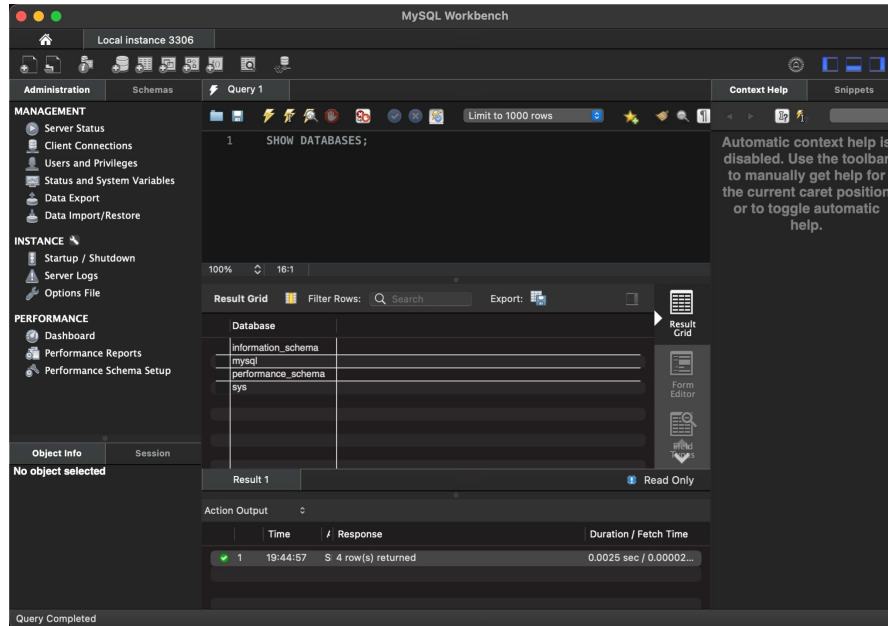 MySQL Workbench
Local instance 3306
Administration Schemas
MANAGEMENT
Server Status
Client Connections
Users and Privileges
Status and System Variables
Data Export
Data Import/Restore
INSTANCE
Startup / Shutdown
Server Logs
Options File
PERFORMANCE
Dashboard
Performance Reports
Performance Schema Setup
Object Info Session
No object selected
Query 1
Limit to 1000 rows
1 SHOW DATABASES;
100% 16:1
Result Grid Filter Rows: Search Export:
Database
information_schema
mysql
performance_schema
sys
Result
Grid
Form
Editor
Field
Types
Result 1 Read Only
Action Output
Time A Response Duration / Fetch Time
1 19:44:57 S 4 row(s) returned 0.0025 sec / 0.00002...
Context Help Snippets
Automatic context help is
disabled. Use the toolbar
to manually get help for
the current caret position
or to toggle automatic
help.
Query Completed